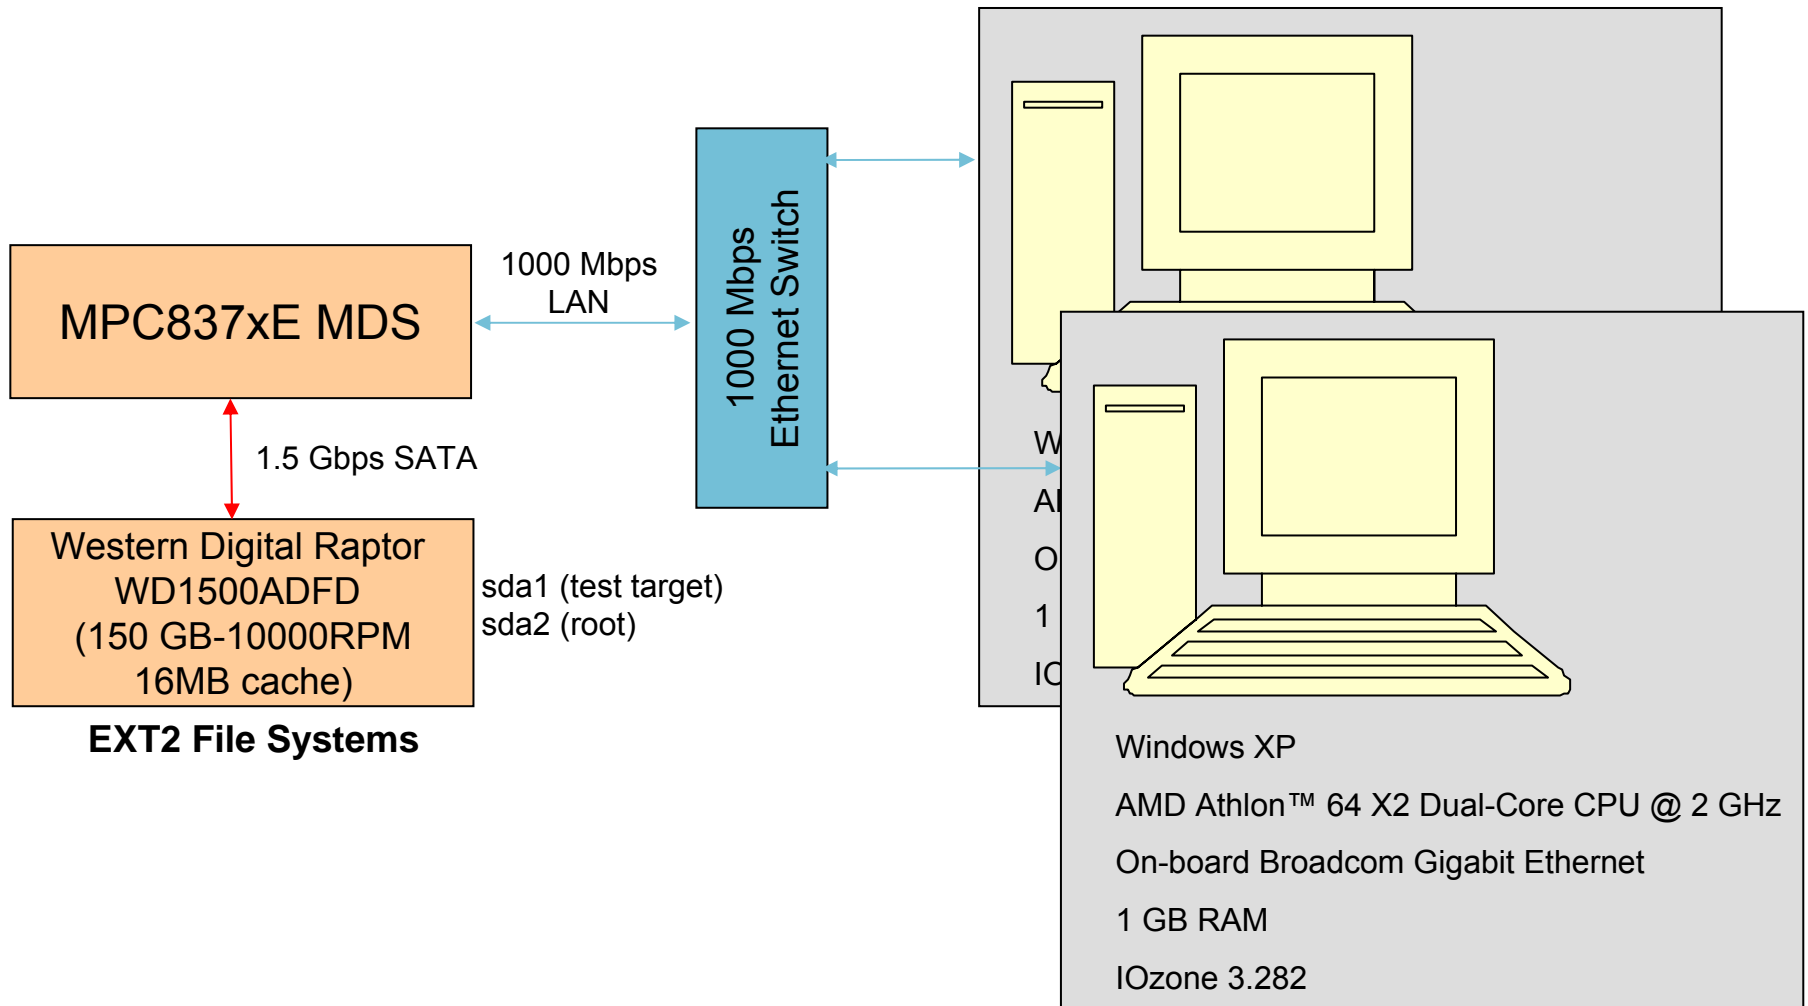 MPC837xE MDS
1000 Mbps
LAN
1000 Mbps
Ethernet Switch
1.5 Gbps SATA
Western Digital Raptor
WD1500ADFD
(150 GB-10000RPM
16MB cache)
sda1 (test target)
sda2 (root)
EXT2 File Systems
W
O
1
Windows XP
AMD Athlon™ 64 X2 Dual-Core CPU @ 2 GHz
On-board Broadcom Gigabit Ethernet
1 GB RAM
IOzone 3.282